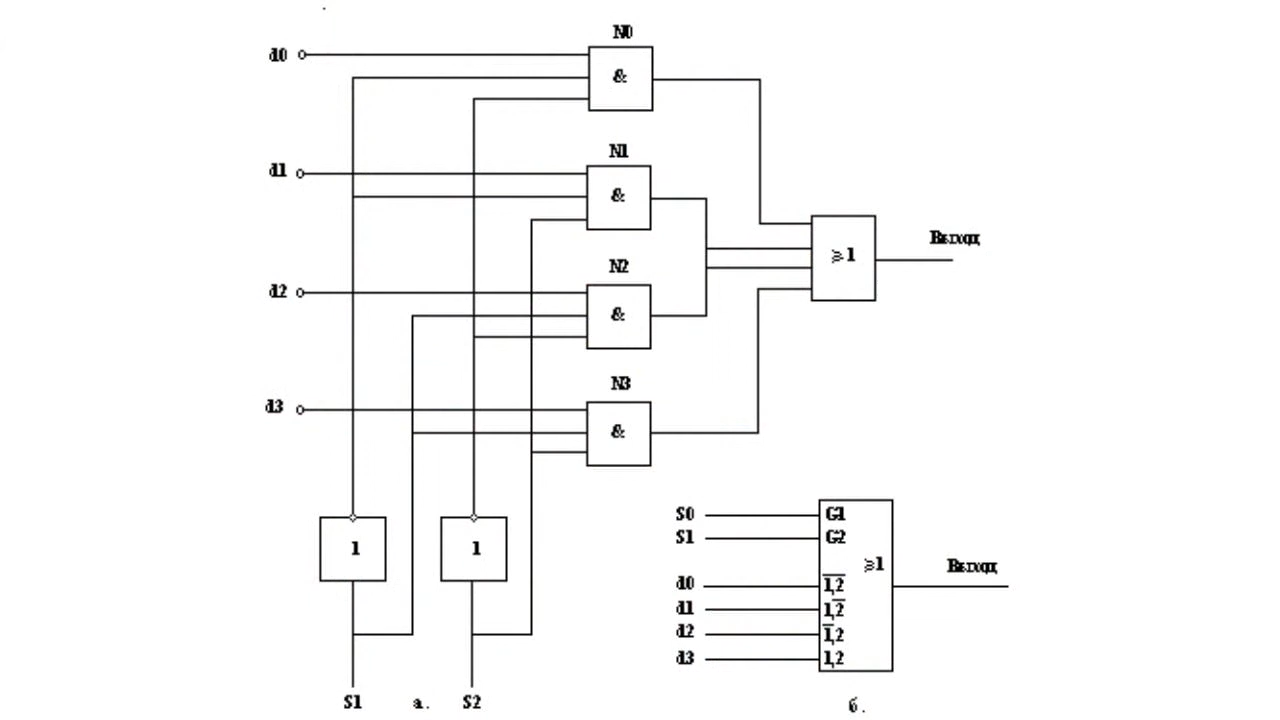 N0
d0
&
N1
d1
&
Выход
≥1
N2
d2
&
N3
d3
&
1
1
S1
а.
S2
S0
G1
S1
G2
≥1
Выход
d0
1̅,̅2̅
d1
1,2̅
d2
1̅,2
d3
1,2
б.